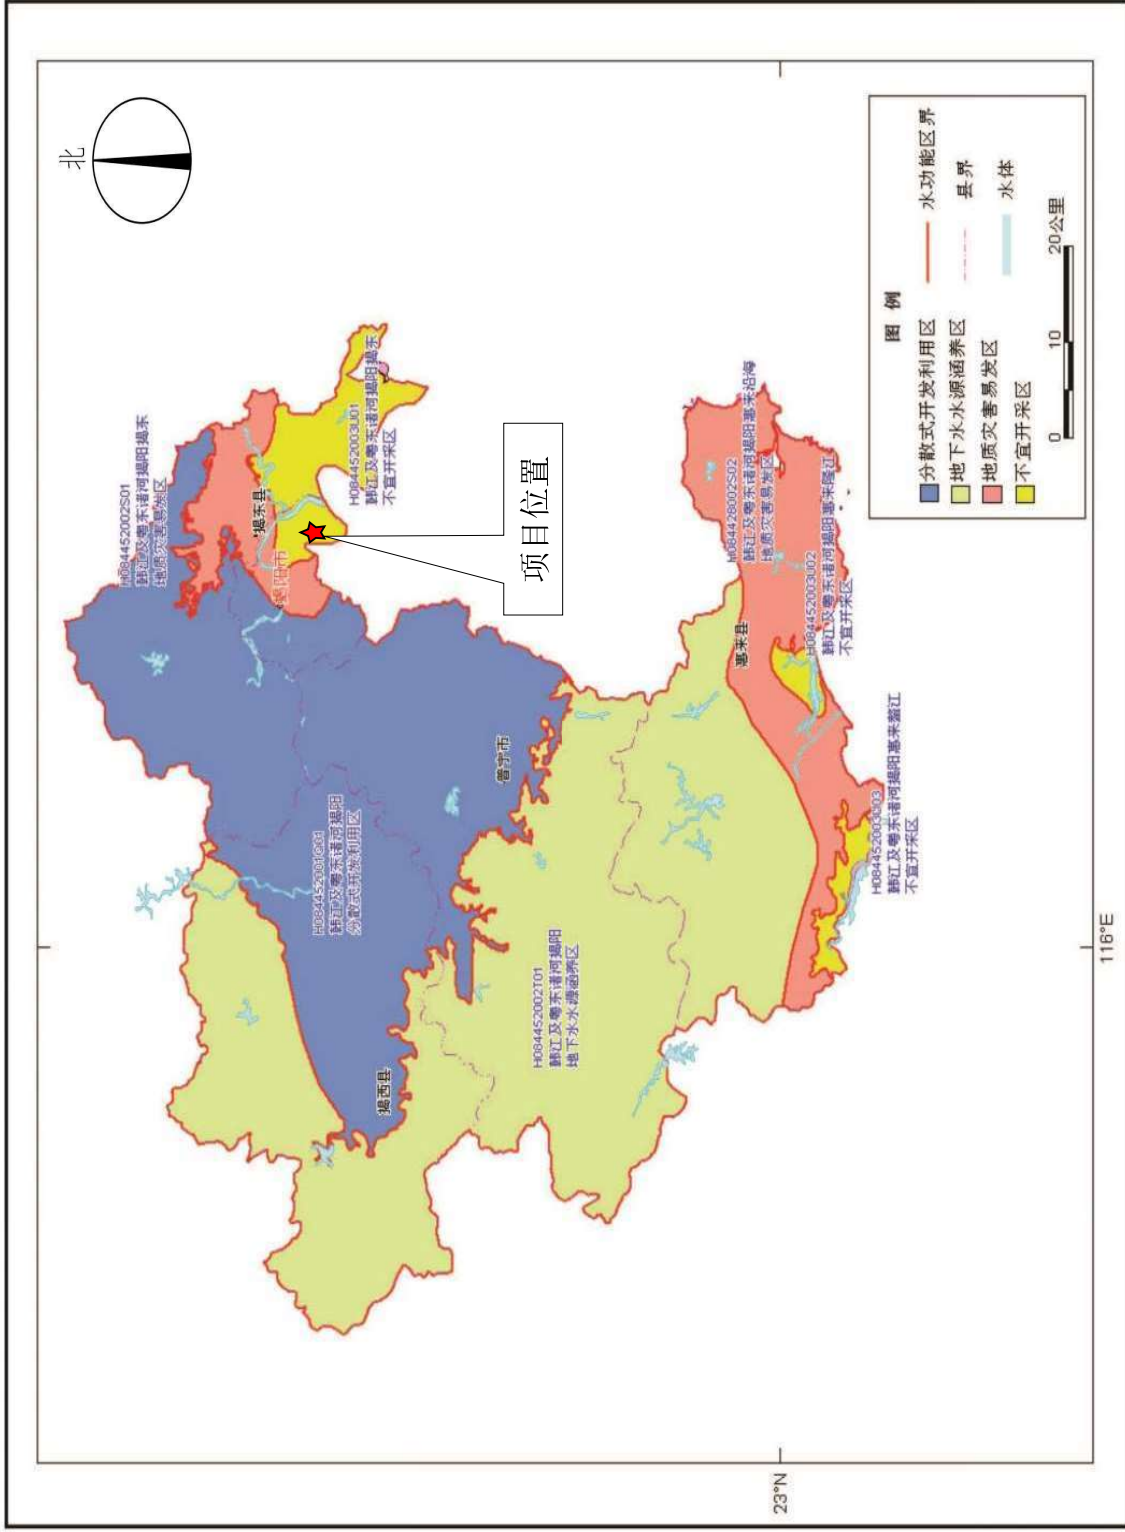 北
H084452002S01
韩江及粤东诸河揭阳揭东
地质灾害易发区
揭东县
揭阳市
H084452003U01
韩江及粤东诸河揭阳揭东
不宜开采区
项目位置
H084452001Q01
韩江及粤东诸河揭阳
分散式开发利用区
普宁市
揭西县
H084452002T01
韩江及粤东诸河揭阳
地下水水源涵养区
惠来县
H084428002S02
韩江及粤东诸河揭阳惠来沿海
地质灾害易发区
H084452003U02
韩江及粤东诸河揭阳惠来隆江
不宜开采区
H084452003U03
韩江及粤东诸河揭阳惠来鳌江
不宜开采区
图 例
分散式开发利用区
水功能区界
地下水水源涵养区
县界
地质灾害易发区
水体
不宜开采区
0 10 20公里
23°N
116°E